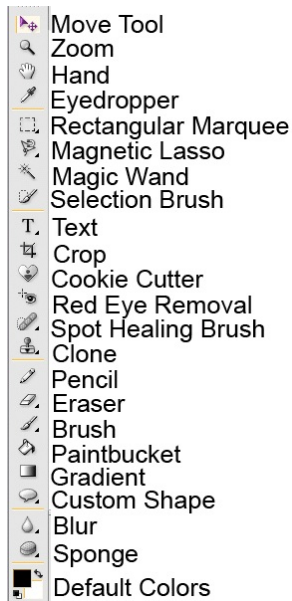 Move Tool
Zoom
Hand
Eyedropper
Rectangular Marquee
Magnetic Lasso
Magic Wand
Selection Brush
T Text
Crop
Cookie Cutter
Red Eye Removal
Spot Healing Brush
Clone
Pencil
Eraser
Brush
Paintbucket
Gradient
Custom Shape
Blur
Sponge
Default Colors